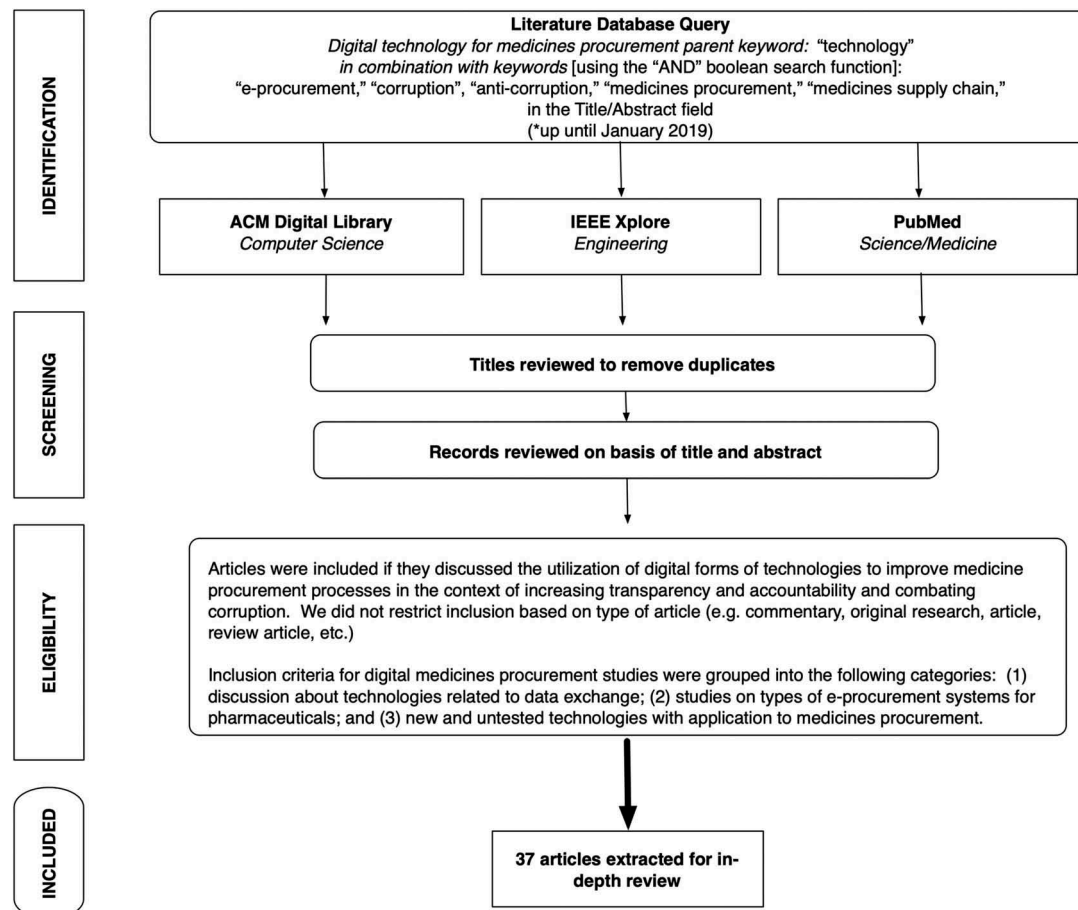 IDENTIFICATION
Literature Database Query
Digital technology for medicines procurement parent keyword: “technology”
in combination with keywords [using the “AND” boolean search function]:
“e-procurement,” “corruption”, “anti-corruption,” “medicines procurement,” “medicines supply chain,”
in the Title/Abstract field
(*up until January 2019)
ACM Digital Library
Computer Science
IEEE Xplore
Engineering
PubMed
Science/Medicine
SCREENING
Titles reviewed to remove duplicates
Records reviewed on basis of title and abstract
ELIGIBILITY
Articles were included if they discussed the utilization of digital forms of technologies to improve medicine
procurement processes in the context of increasing transparency and accountability and combating
corruption.  We did not restrict inclusion based on type of article (e.g. commentary, original research, article,
review article, etc.)
Inclusion criteria for digital medicines procurement studies were grouped into the following categories:  (1)
discussion about technologies related to data exchange; (2) studies on types of e-procurement systems for
pharmaceuticals; and (3) new and untested technologies with application to medicines procurement.
INCLUDED
37 articles extracted for in-
depth review